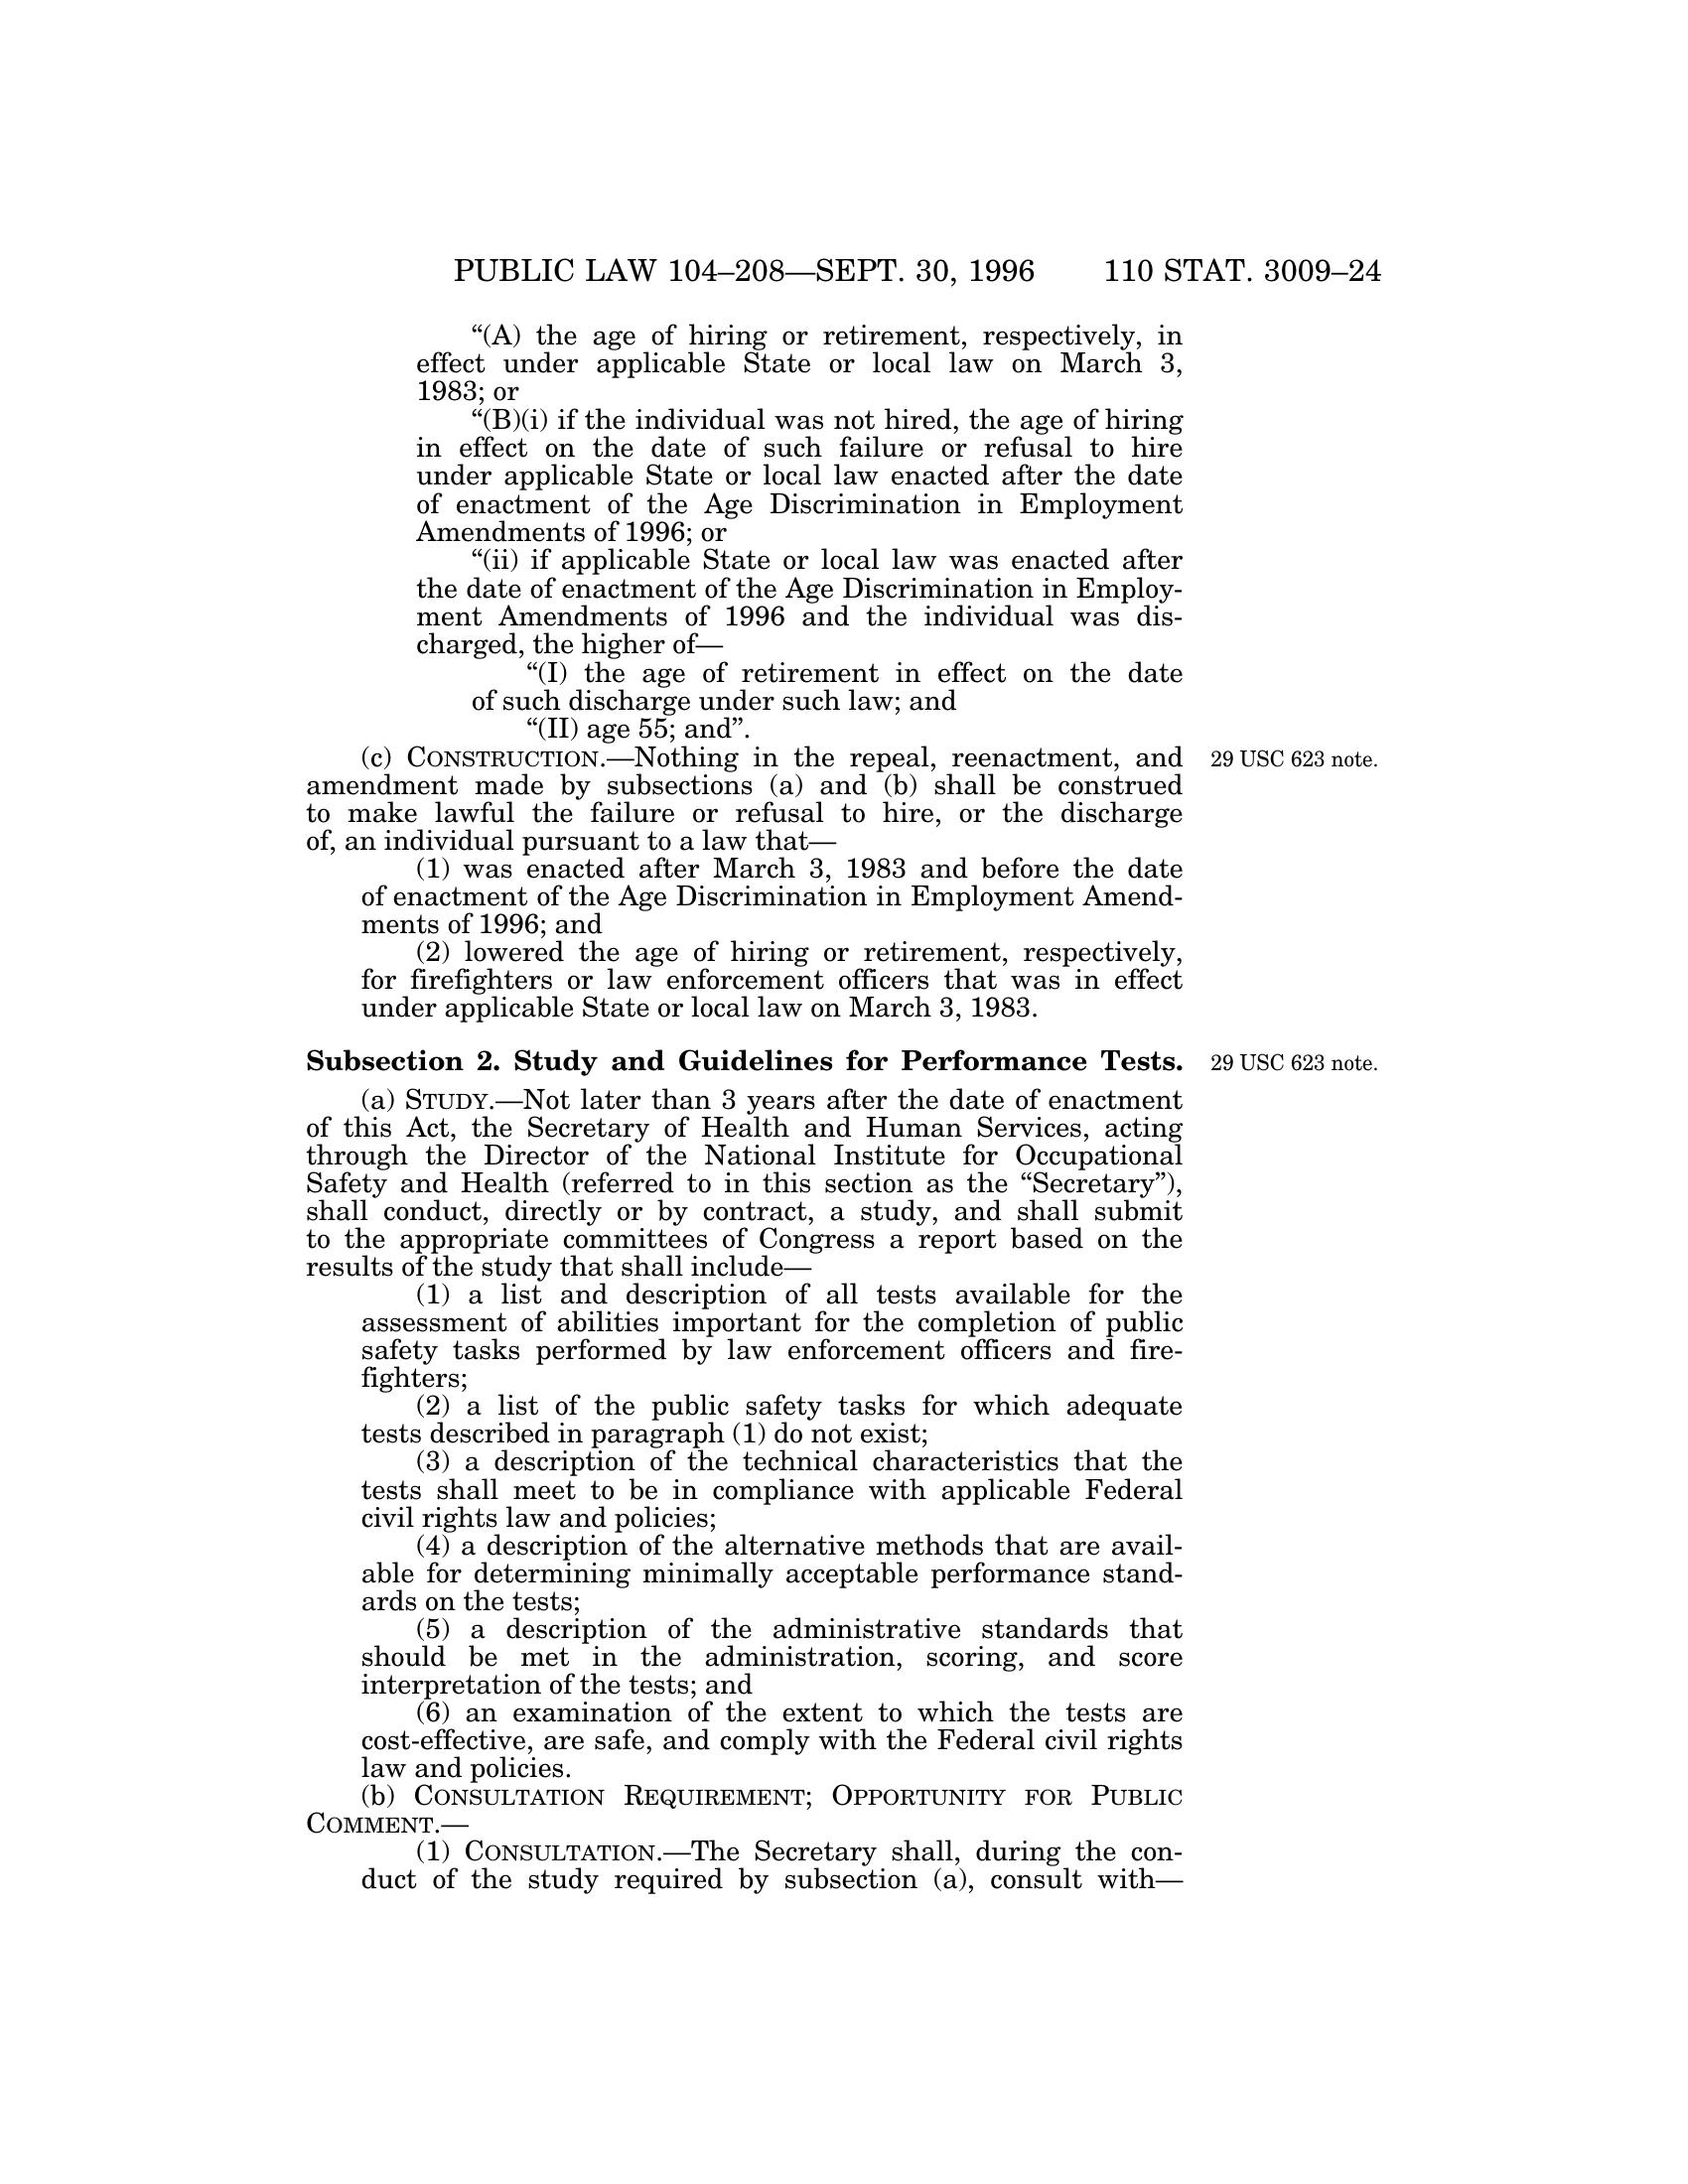 PUBLIC LAW 104–208—SEPT. 30, 1996 110 STAT. 3009–24
“(A) the age of hiring or retirement, respectively, in
effect under applicable State or local law on March 3,
1983; or
“(B)(i) if the individual was not hired, the age of hiring
in effect on the date of such failure or refusal to hire
under applicable State or local law enacted after the date
of enactment of the Age Discrimination in Employment
Amendments of 1996; or
“(ii) if applicable State or local law was enacted after
the date of enactment of the Age Discrimination in Employ-
ment Amendments of 1996 and the individual was dis-
charged, the higher of—
“(I) the age of retirement in effect on the date
of such discharge under such law; and
“(II) age 55; and”.
(c) CONSTRUCTION.—Nothing in the repeal, reenactment, and
29 USC 623 note.
amendment made by subsections (a) and (b) shall be construed
to make lawful the failure or refusal to hire, or the discharge
of, an individual pursuant to a law that—
(1) was enacted after March 3, 1983 and before the date
of enactment of the Age Discrimination in Employment Amend-
ments of 1996; and
(2) lowered the age of hiring or retirement, respectively,
for firefighters or law enforcement officers that was in effect
under applicable State or local law on March 3, 1983.
Subsection 2. Study and Guidelines for Performance Tests.
29 USC 623 note.
(a) STUDY.—Not later than 3 years after the date of enactment
of this Act, the Secretary of Health and Human Services, acting
through the Director of the National Institute for Occupational
Safety and Health (referred to in this section as the “Secretary”),
shall conduct, directly or by contract, a study, and shall submit
to the appropriate committees of Congress a report based on the
results of the study that shall include—
(1) a list and description of all tests available for the
assessment of abilities important for the completion of public
safety tasks performed by law enforcement officers and fire-
fighters;
(2) a list of the public safety tasks for which adequate
tests described in paragraph (1) do not exist;
(3) a description of the technical characteristics that the
tests shall meet to be in compliance with applicable Federal
civil rights law and policies;
(4) a description of the alternative methods that are avail-
able for determining minimally acceptable performance stand-
ards on the tests;
(5) a description of the administrative standards that
should be met in the administration, scoring, and score
interpretation of the tests; and
(6) an examination of the extent to which the tests are
cost-effective, are safe, and comply with the Federal civil rights
law and policies.
(b) CONSULTATION REQUIREMENT; OPPORTUNITY FOR PUBLIC
COMMENT.—
(1) CONSULTATION.—The Secretary shall, during the con-
duct of the study required by subsection (a), consult with—